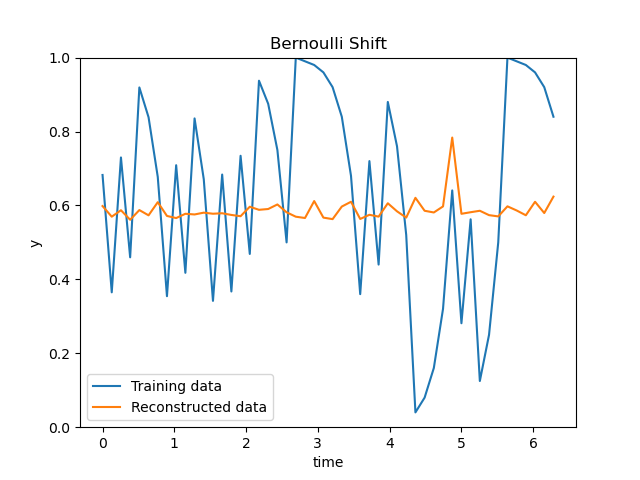 Bernoulli Shift
1.0
0.8
0.6
0.4
0.2
0.0
y
Training data
Reconstructed data
0 1 2 3 4 5 6
time